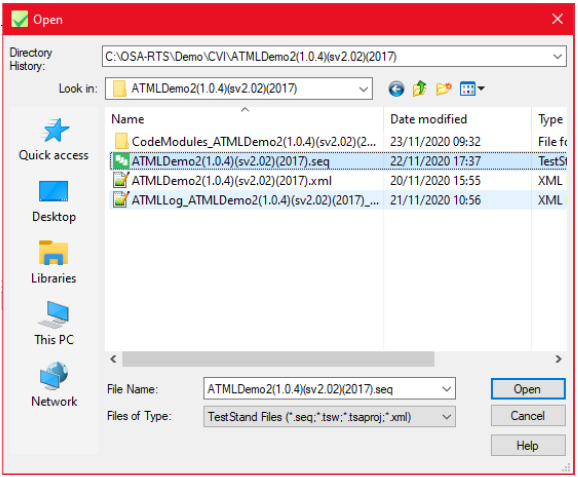 Open
Directory
History:
C:\OSA-RTS\Demo\CVI\ATMLDemo2(1.0.4)(sv2.02)(2017)
Look in:
ATMLDemo2(1.0.4)(sv2.02)(2017)
Name
Date modified
Type
CodeModules_ATMLDemo2(1.0.4)(sv2.02)(2...
23/11/2020 09:32
File fo
ATMLDemo2(1.0.4)(sv2.02)(2017).seq
22/11/2020 17:37
TestSt
ATMLDemo2(1.0.4)(sv2.02)(2017).xml
20/11/2020 15:55
XML
ATMLLog_ATMLDemo2(1.0.4)(sv2.02)(2017)_...
21/11/2020 10:56
XML
Quick access
Desktop
Libraries
This PC
Network
File Name:
ATMLDemo2(1.0.4)(sv2.02)(2017).seq
Open
Files of Type:
TestStand Files (*.seq;*.tsw;*.tsaproj;*.xml)
Cancel
Help